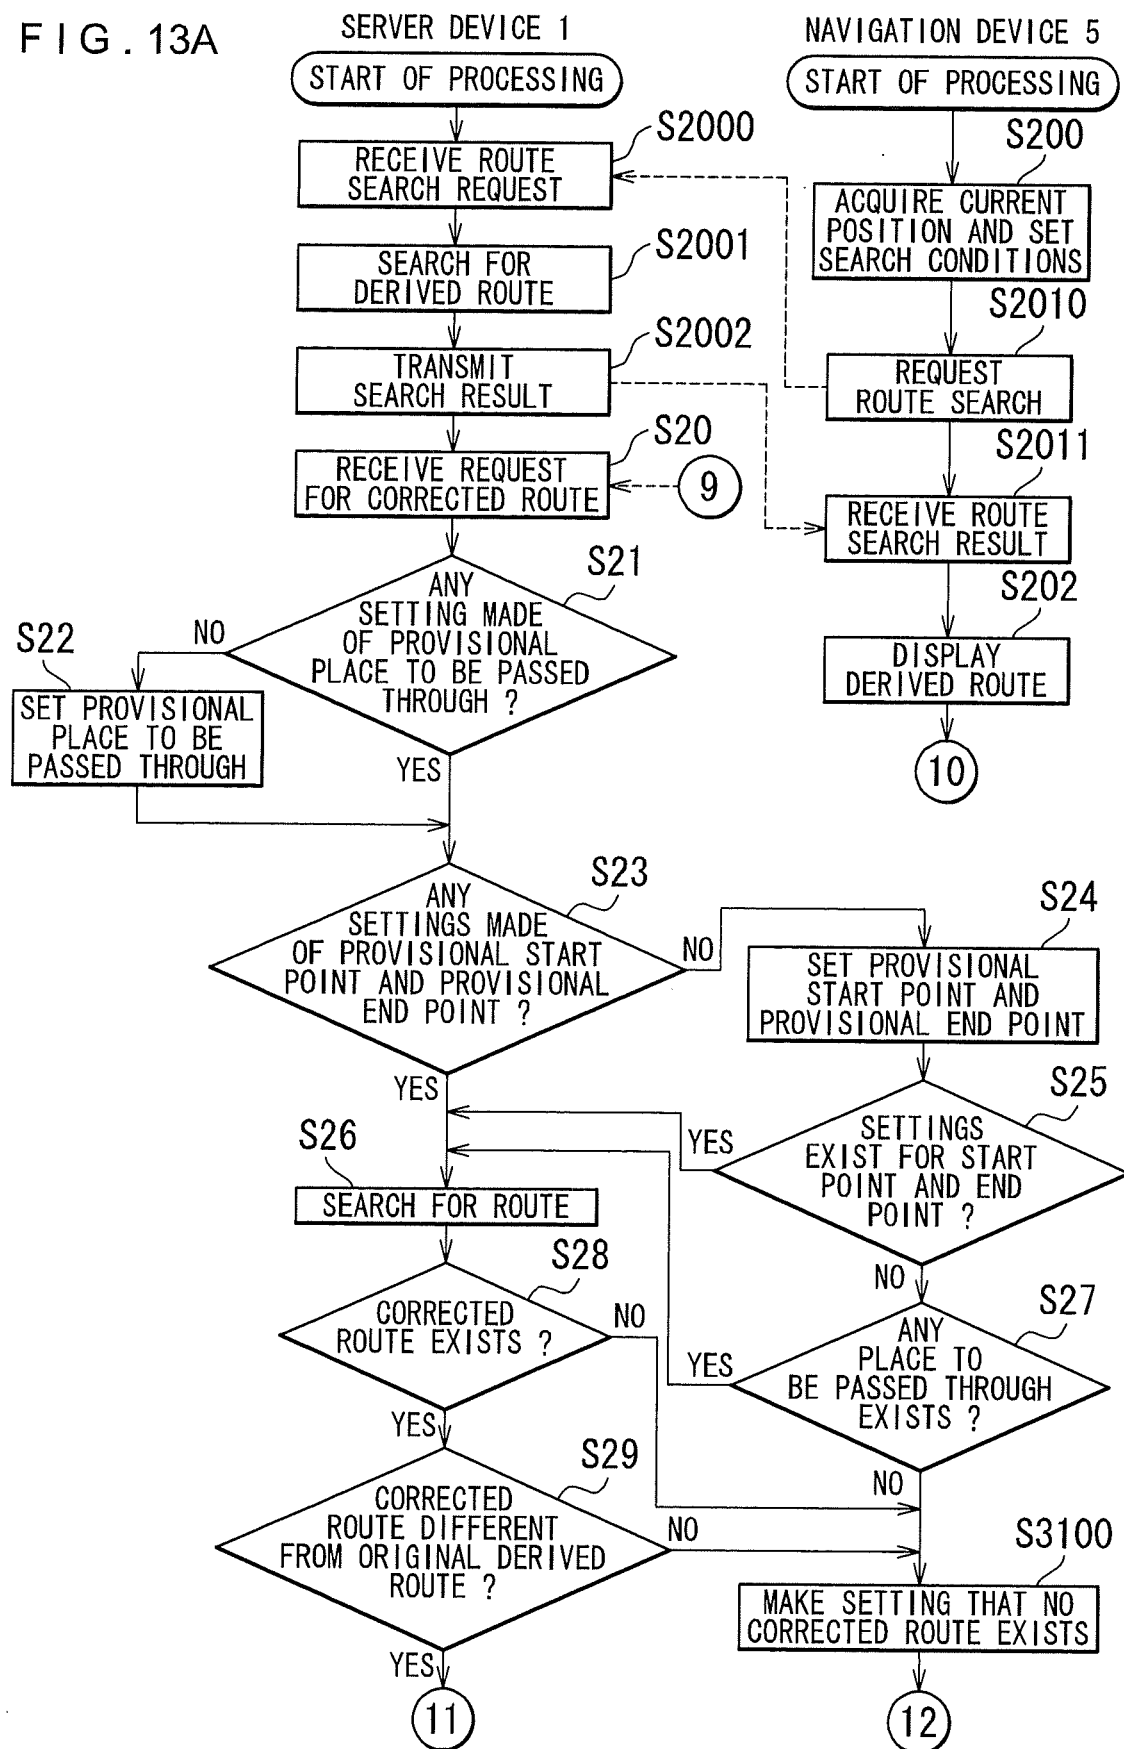 FIG.13A
SERVER DEVICE 1
START OF PROCESSING
S2000
RECEIVE ROUTE
SEARCH REQUEST
S2001
SEARCH FOR
DERIVED ROUTE
S2002
TRANSMIT
SEARCH RESULT
S20
RECEIVE REQUEST
FOR CORRECTED ROUTE
9
S21
ANY
SETTING MADE
OF PROVISIONAL
PLACE TO BE PASSED
THROUGH ?
NO
S22
SET PROVISIONAL
PLACE TO BE
PASSED THROUGH
YES
NAVIGATION DEVICE 5
START OF PROCESSING
S200
ACQUIRE CURRENT
POSITION AND SET
SEARCH CONDITIONS
S2010
REQUEST
ROUTE SEARCH
S2011
RECEIVE ROUTE
SEARCH RESULT
S202
DISPLAY
DERIVED ROUTE
10
S23
ANY
SETTINGS MADE
OF PROVISIONAL START
POINT AND PROVISIONAL
END POINT ?
NO
YES
S24
SET PROVISIONAL
START POINT AND
PROVISIONAL END POINT
S25
SETTINGS
EXIST FOR START
POINT AND END
POINT ?
YES
NO
S26
SEARCH FOR ROUTE
S28
CORRECTED
ROUTE EXISTS ?
NO
YES
S27
ANY
PLACE TO
BE PASSED THROUGH
EXISTS ?
YES
NO
S29
CORRECTED
ROUTE DIFFERENT
FROM ORIGINAL DERIVED
ROUTE ?
NO
YES
11
S3100
MAKE SETTING THAT NO
CORRECTED ROUTE EXISTS
12